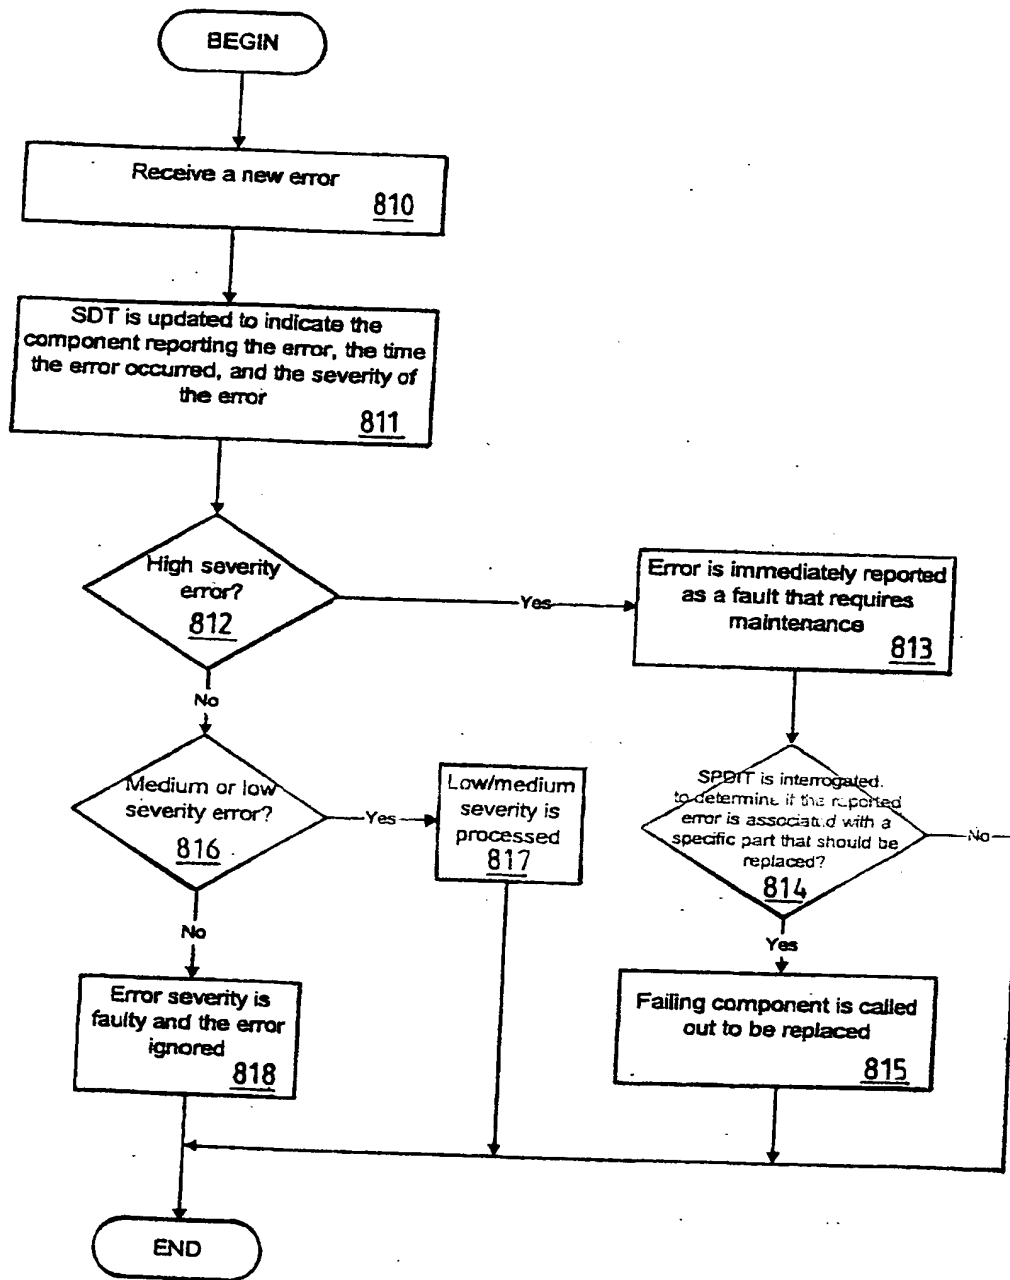 BEGIN
Receive a new error
810
SDT is updated to indicate the
component reporting the error, the time
the error occurred, and the severity of
the error
811
High severity
error?
812
Yes
Error is immediately reported
as a fault that requires
maintenance
813
No
Medium or low
severity error?
816
Yes
Low/medium
severity is
processed
817
SPDIT is interrogated.
to determine if the reported
error is associated with a
specific part that should be
replaced?
814
No
No
Yes
Error severity is
faulty and the error
ignored
818
Failing component is called
out to be replaced
815
END